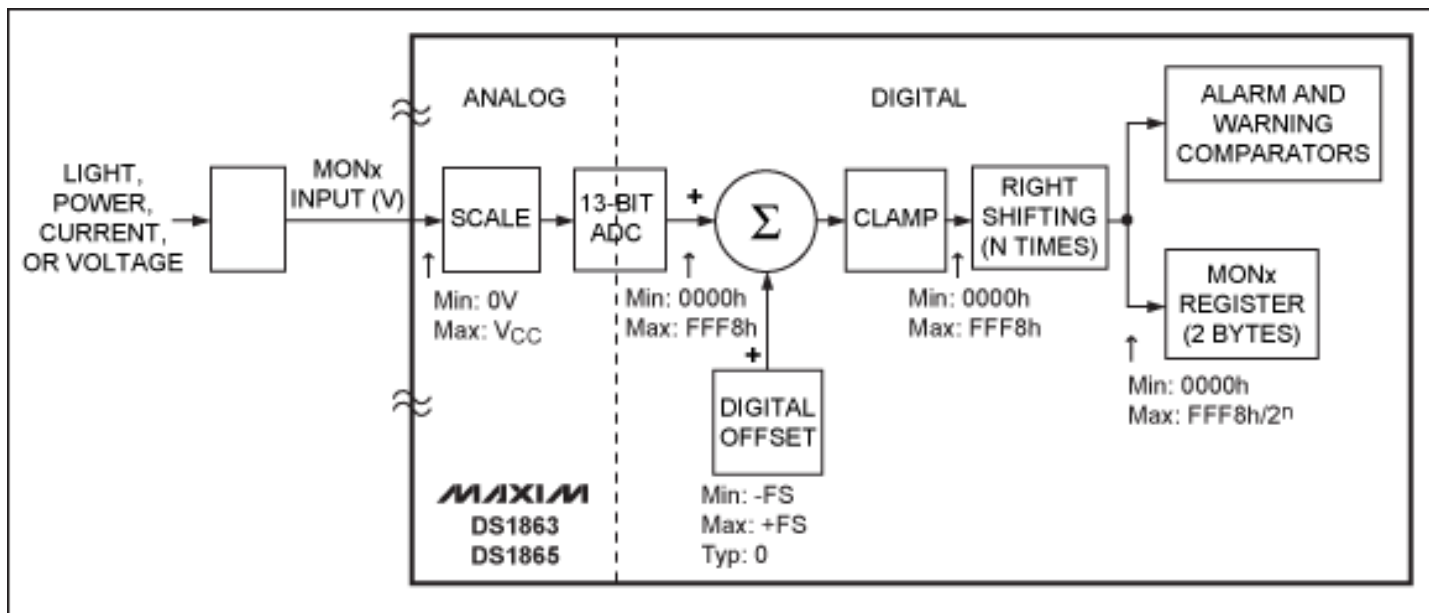 ANALOG
DIGITAL
LIGHT,
POWER,
CURRENT,
OR VOLTAGE
MONx
INPUT (V)
SCALE
13-BIT
ADC
+
Σ
CLAMP
RIGHT
SHIFTING
(N TIMES)
ALARM AND
WARNING
COMPARATORS
MONx
REGISTER
(2 BYTES)
↑
Min: 0V
Max: VCC
↑
Min: 0000h
Max: FFF8h
↑
Min: 0000h
Max: FFF8h
↑
Min: 0000h
Max: FFF8h/2ⁿ
+
DIGITAL
OFFSET
Min: -FS
Max: +FS
Typ: 0
MAXIM
DS1863
DS1865